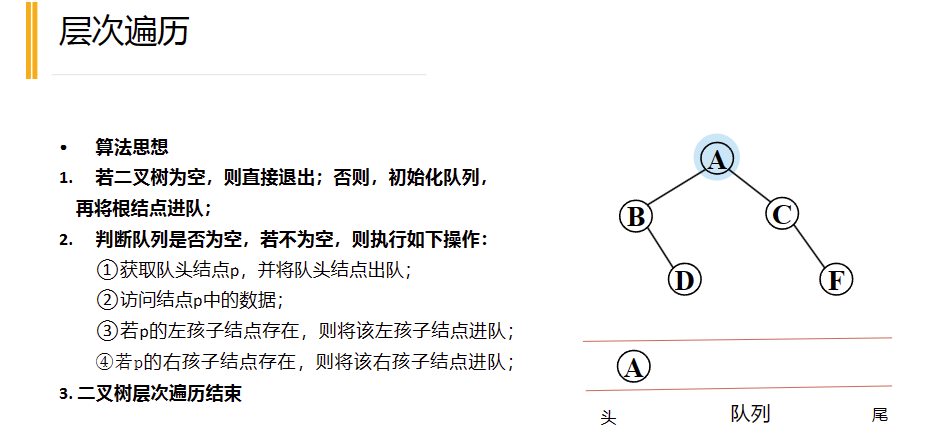 层次遍历
• 算法思想
1. 若二叉树为空，则直接退出；否则，初始化队列，
再将根结点进队；
2. 判断队列是否为空，若不为空，则执行如下操作：
①获取队头结点p，并将队头结点出队；
②访问结点p中的数据；
③若p的左孩子结点存在，则将该左孩子结点进队；
④若p的右孩子结点存在，则将该右孩子结点进队；
3. 二叉树层次遍历结束
A
B C
D F
A
头 队列 尾